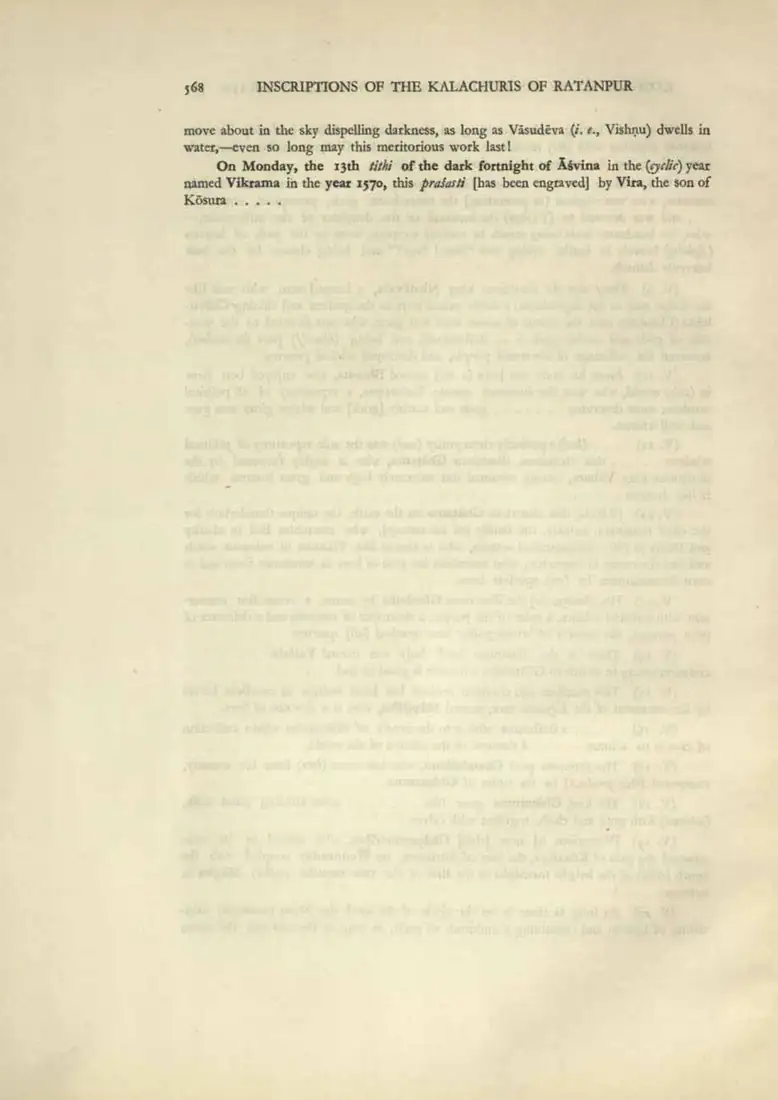 568 INSCRIPTIONS OF THE KALACHURIS OF RATANPUR
move about in the sky dispelling darkness, as long as Vāsudēva (i. e., Vishṇu) dwells in
water,—even so long may this meritorious work last!
On Monday, the 13th tithi of the dark fortnight of Āśvina in the (cyclic) year
named Vikrama in the year 1570, this praśasti [has been engraved] by Vira, the son of
Kōsura . . . . .